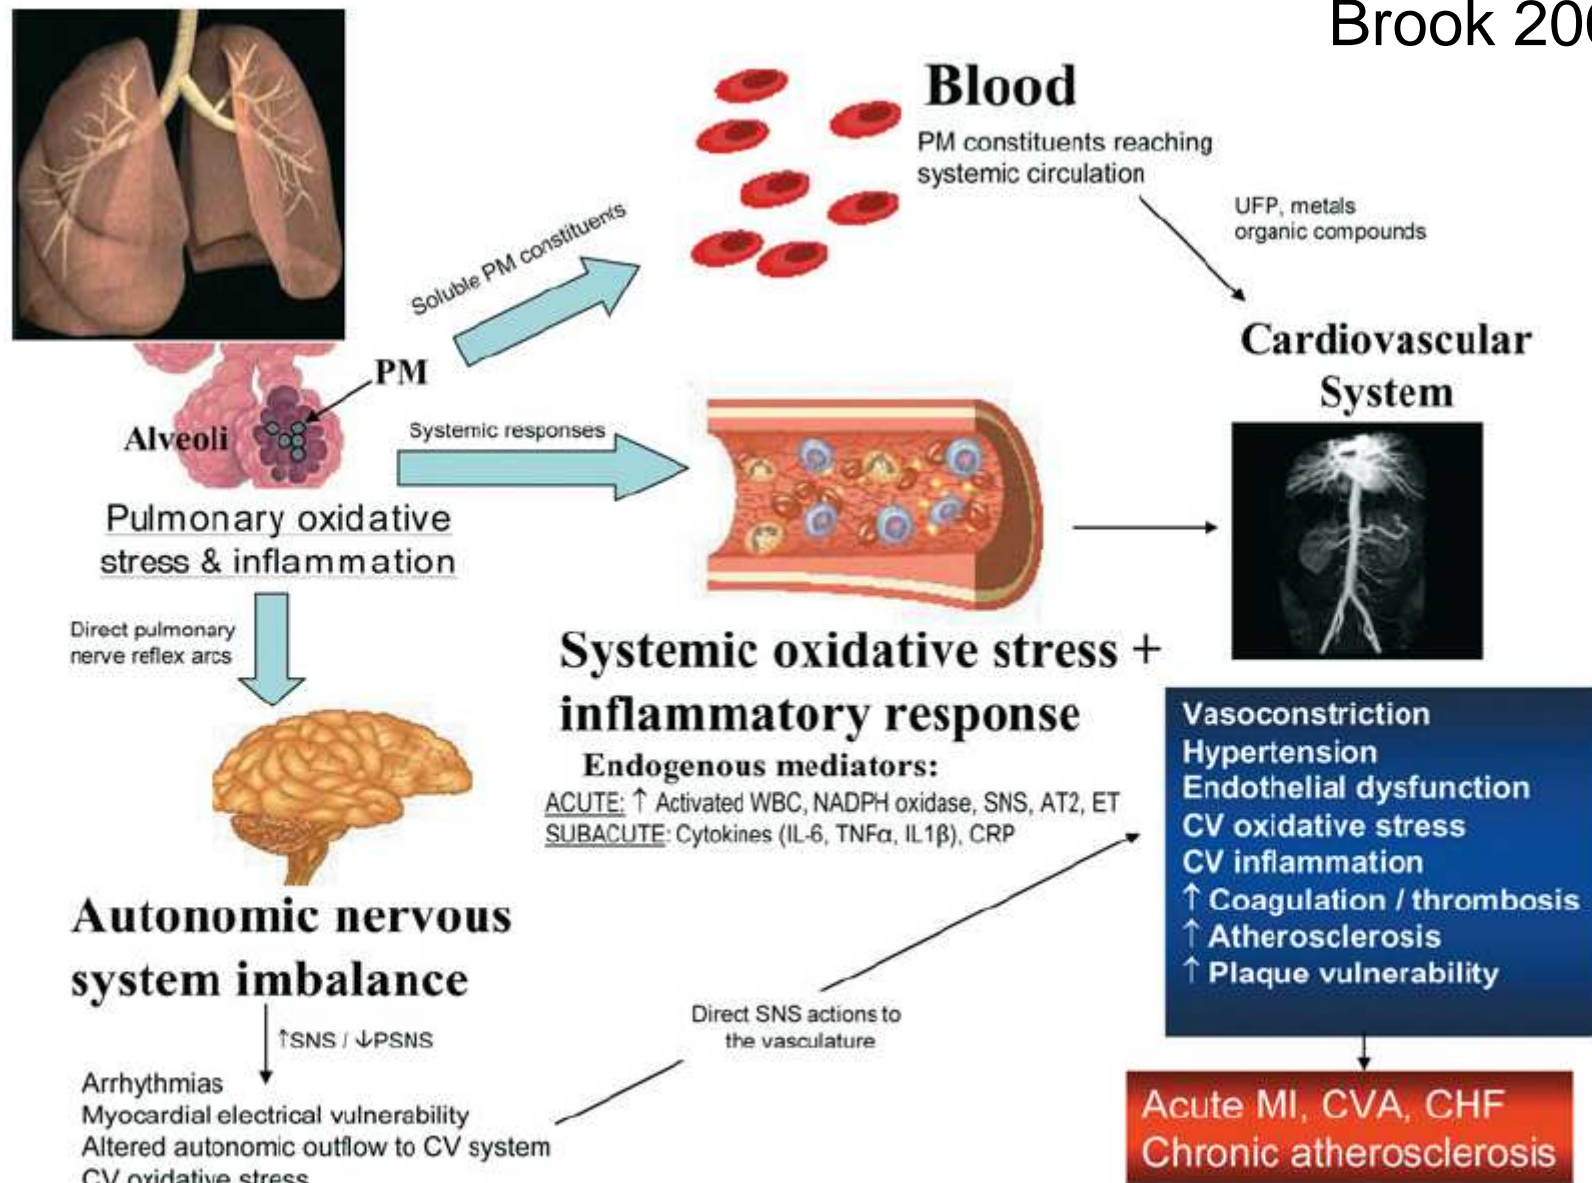 Brook 200
Blood
PM constituents reaching
systemic circulation
UFP, metals
organic compounds
Soluble PM constituents
Cardiovascular
System
PM
Alveoli
Systemic responses
Pulmonary oxidative
stress & inflammation
Direct pulmonary
nerve reflex arcs
Systemic oxidative stress +
inflammatory response
Endogenous mediators:
ACUTE: ↑ Activated WBC, NADPH oxidase, SNS, AT2, ET
SUBACUTE: Cytokines (IL-6, TNFα, IL1β), CRP
Vasoconstriction
Hypertension
Endothelial dysfunction
CV oxidative stress
CV inflammation
↑ Coagulation / thrombosis
↑ Atherosclerosis
↑ Plaque vulnerability
Autonomic nervous
system imbalance
↑SNS / ↓PSNS
Direct SNS actions to
the vasculature
Arrhythmias
Myocardial electrical vulnerability
Altered autonomic outflow to CV system
CV oxidative stress
Acute MI, CVA, CHF
Chronic atherosclerosis